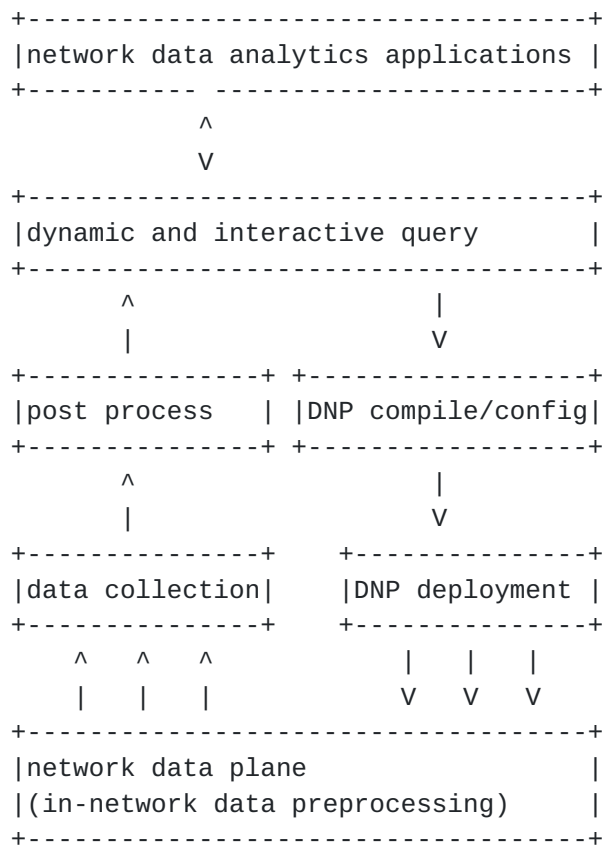 network data analytics applications
dynamic and interactive query
post process DNP compile/config
data collection DNP deployment
network data plane
(in-network data preprocessing)